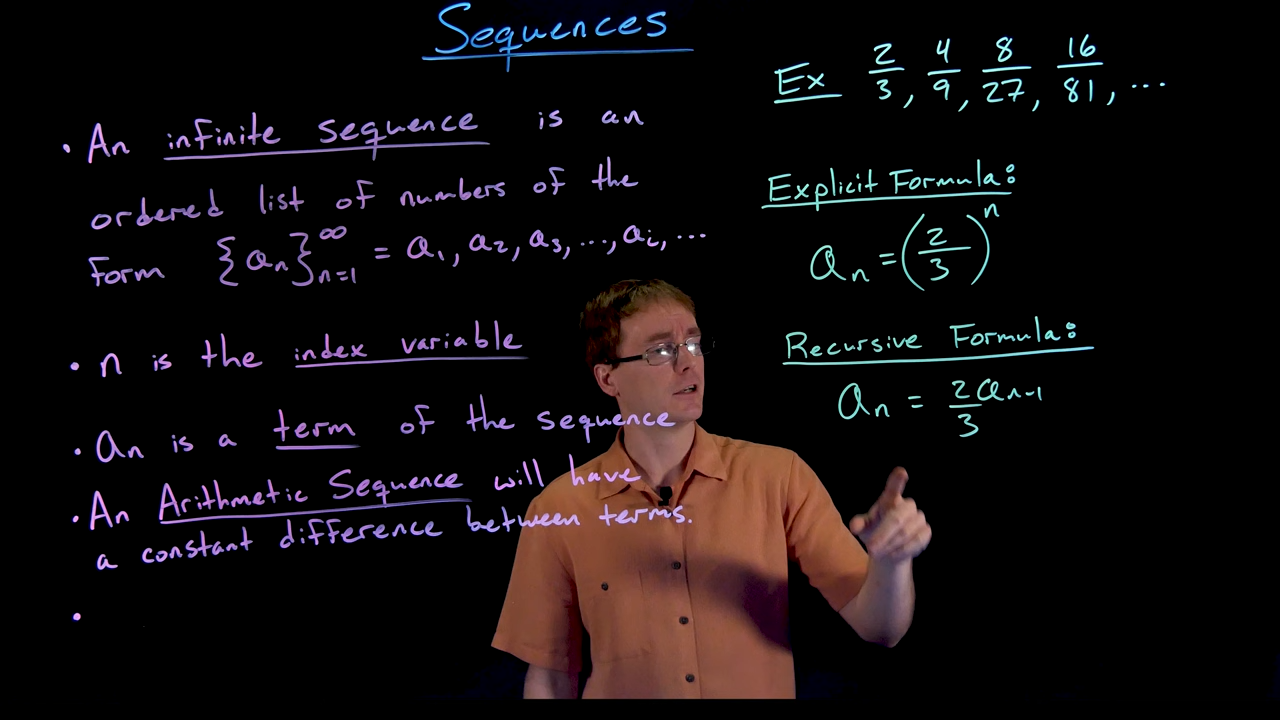 Sequences
• An infinite sequence is an
ordered list of numbers of the
form {aₙ}ₙ₌₁^∞ = a₁, a₂, a₃, ..., aᵢ, ...
• n is the index variable
• aₙ is a term of the sequence
• An Arithmetic Sequence will have
a constant difference between terms.
•
Ex 2/3, 4/9, 8/27, 16/81, ...
Explicit Formula:
aₙ = (2/3)ⁿ
Recursive Formula:
aₙ = 2aₙ₋₁/3